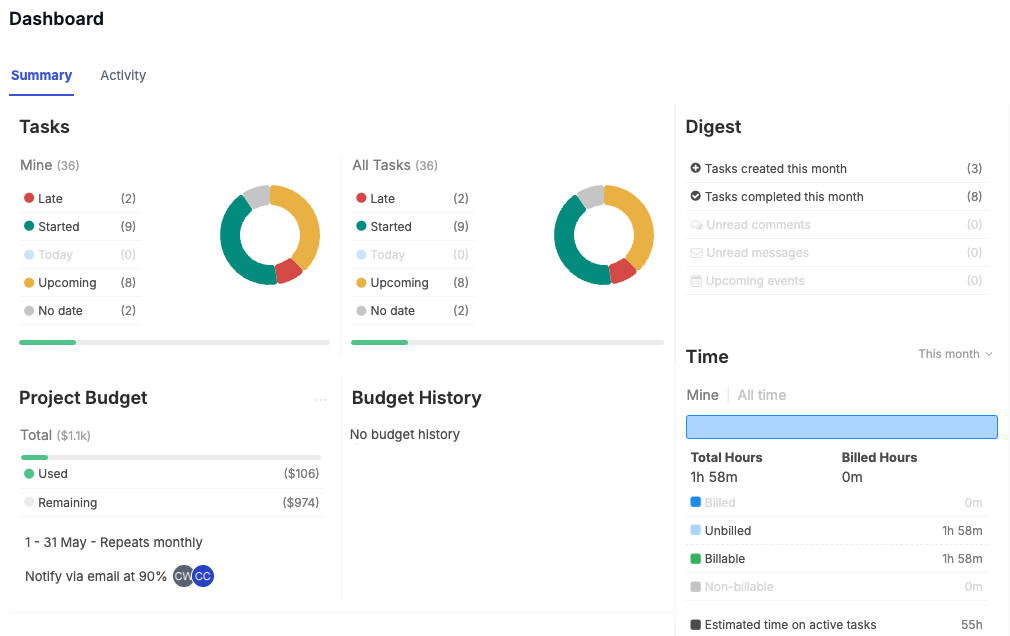 Dashboard
Summary Activity
Tasks
Mine (36)
Late (2)
Started (9)
Today (0)
Upcoming (8)
No date (2)
All Tasks (36)
Late (2)
Started (9)
Today (0)
Upcoming (8)
No date (2)
Project Budget ...
Total ($1.1k)
Used ($106)
Remaining ($974)
1 - 31 May - Repeats monthly
Notify via email at 90% CW CC
Budget History
No budget history
Digest
Tasks created this month (3)
Tasks completed this month (8)
Unread comments (0)
Unread messages (0)
Upcoming events (0)
Time This month
Mine All time
Total Hours Billed Hours
1h 58m 0m
Billed 0m
Unbilled 1h 58m
Billable 1h 58m
Non-billable 0m
Estimated time on active tasks 55h